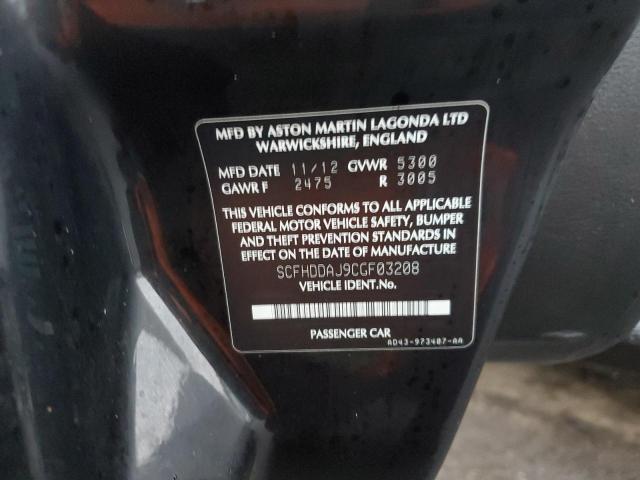 MFD BY ASTON MARTIN LAGONDA LTD
WARWICKSHIRE, ENGLAND
MFD DATE 11/12 GVWR 5300
GAWR F 2475 R 3005
THIS VEHICLE CONFORMS TO ALL APPLICABLE
FEDERAL MOTOR VEHICLE SAFETY, BUMPER
AND THEFT PREVENTION STANDARDS IN
EFFECT ON THE DATE OF MANUFACTURE
SCFHDDAJ9CGF03208
VEHICLE IDENT.No.
PASSENGER CAR
AD43-973487-AA